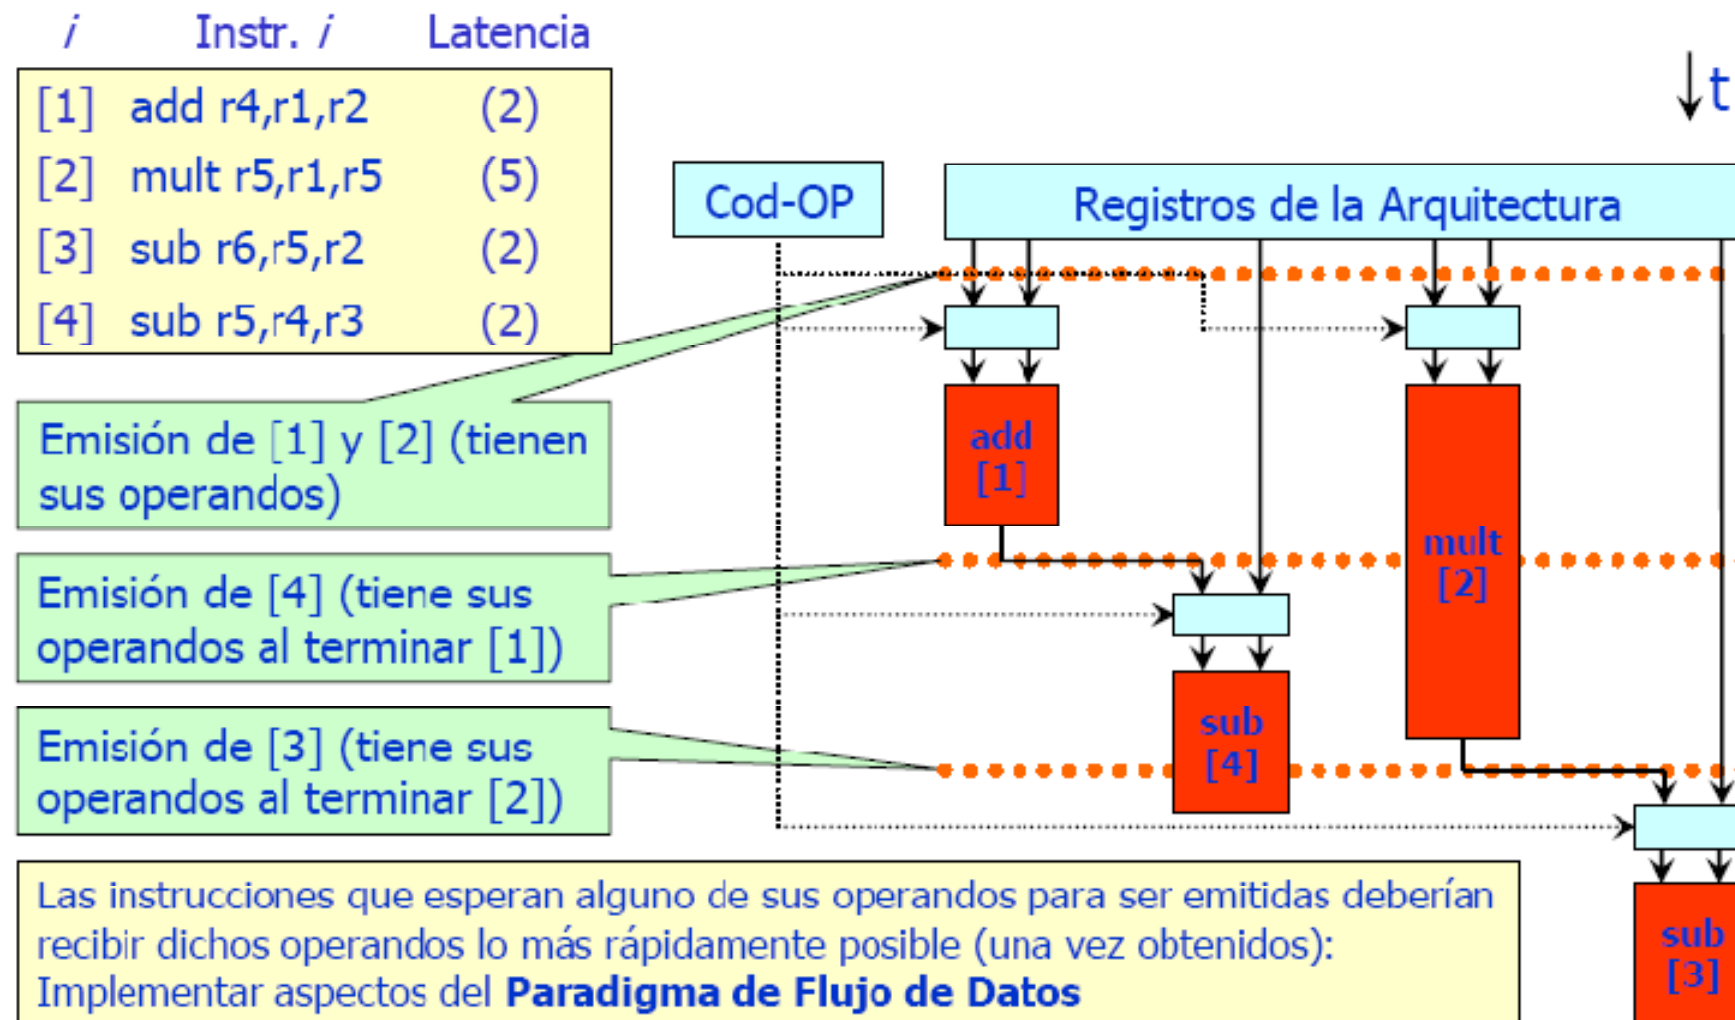 i Instr. i Latencia
[1] add r4,r1,r2 (2)
[2] mult r5,r1,r5 (5)
[3] sub r6,r5,r2 (2)
[4] sub r5,r4,r3 (2)
t
Cod-OP
Registros de la Arquitectura
Emisión de [1] y [2] (tienen
sus operandos)
add
[1]
mult
[2]
Emisión de [4] (tiene sus
operandos al terminar [1])
sub
[4]
Emisión de [3] (tiene sus
operandos al terminar [2])
sub
[3]
Las instrucciones que esperan alguno de sus operandos para ser emitidas deberían
recibir dichos operandos lo más rápidamente posible (una vez obtenidos):
Implementar aspectos del Paradigma de Flujo de Datos